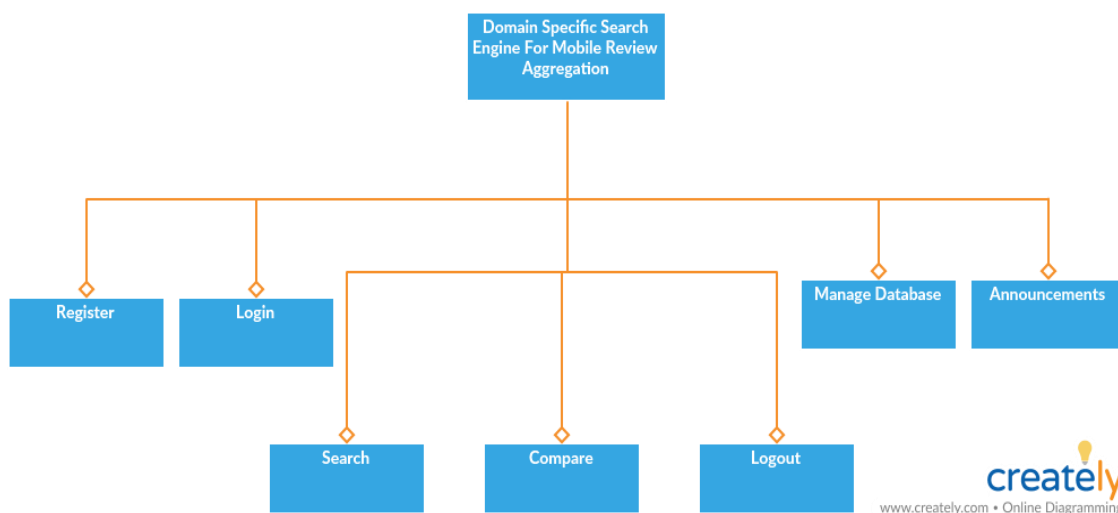 Domain Specific Search
Engine For Mobile Review
Aggregation
Register
Login
Manage Database
Announcements
Search
Compare
Logout
creately
www.creately.com • Online Diagramming